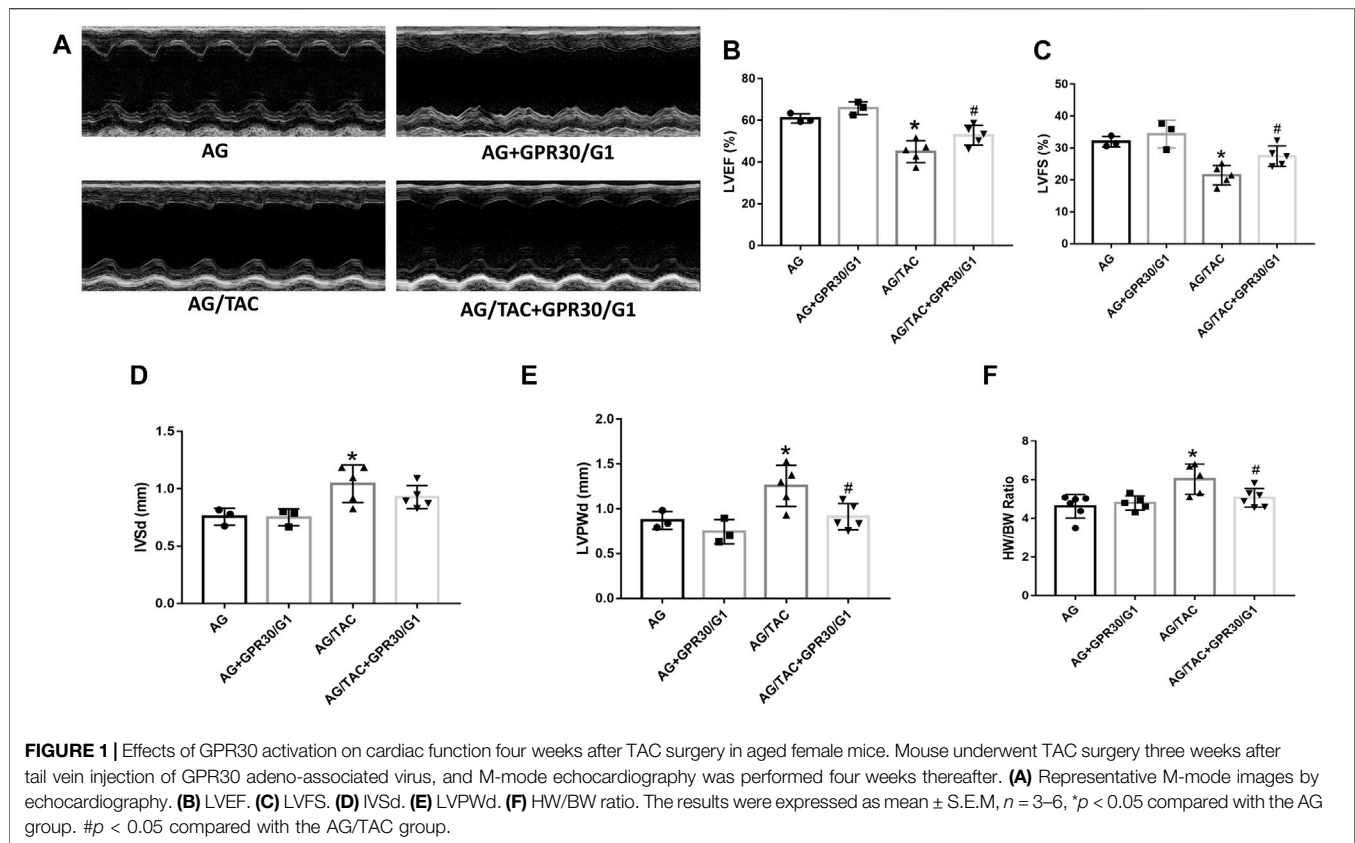 A
AG
AG+GPR30/G1
AG/TAC
AG/TAC+GPR30/G1
B
LVEF (%)
80
60
40
20
0
*
#
AG
AG+GPR30/G1
AG/TAC
AG/TAC+GPR30/G1
C
LVFS (%)
50
40
30
20
10
0
*
#
AG
AG+GPR30/G1
AG/TAC
AG/TAC+GPR30/G1
D
IVSd (mm)
1.5
1.0
0.5
0.0
*
AG
AG+GPR30/G1
AG/TAC
AG/TAC+GPR30/G1
E
LVPWd (mm)
2.0
1.5
1.0
0.5
0.0
*
#
AG
AG+GPR30/G1
AG/TAC
AG/TAC+GPR30/G1
F
HW/BW Ratio
8
6
4
2
0
*
#
AG
AG+GPR30/G1
AG/TAC
AG/TAC+GPR30/G1
FIGURE 1 | Effects of GPR30 activation on cardiac function four weeks after TAC surgery in aged female mice. Mouse underwent TAC surgery three weeks after
tail vein injection of GPR30 adeno-associated virus, and M-mode echocardiography was performed four weeks thereafter. (A) Representative M-mode images by
echocardiography. (B) LVEF. (C) LVFS. (D) IVSd. (E) LVPWd. (F) HW/BW ratio. The results were expressed as mean ± S.E.M, n = 3–6, *p < 0.05 compared with the AG
group. #p < 0.05 compared with the AG/TAC group.